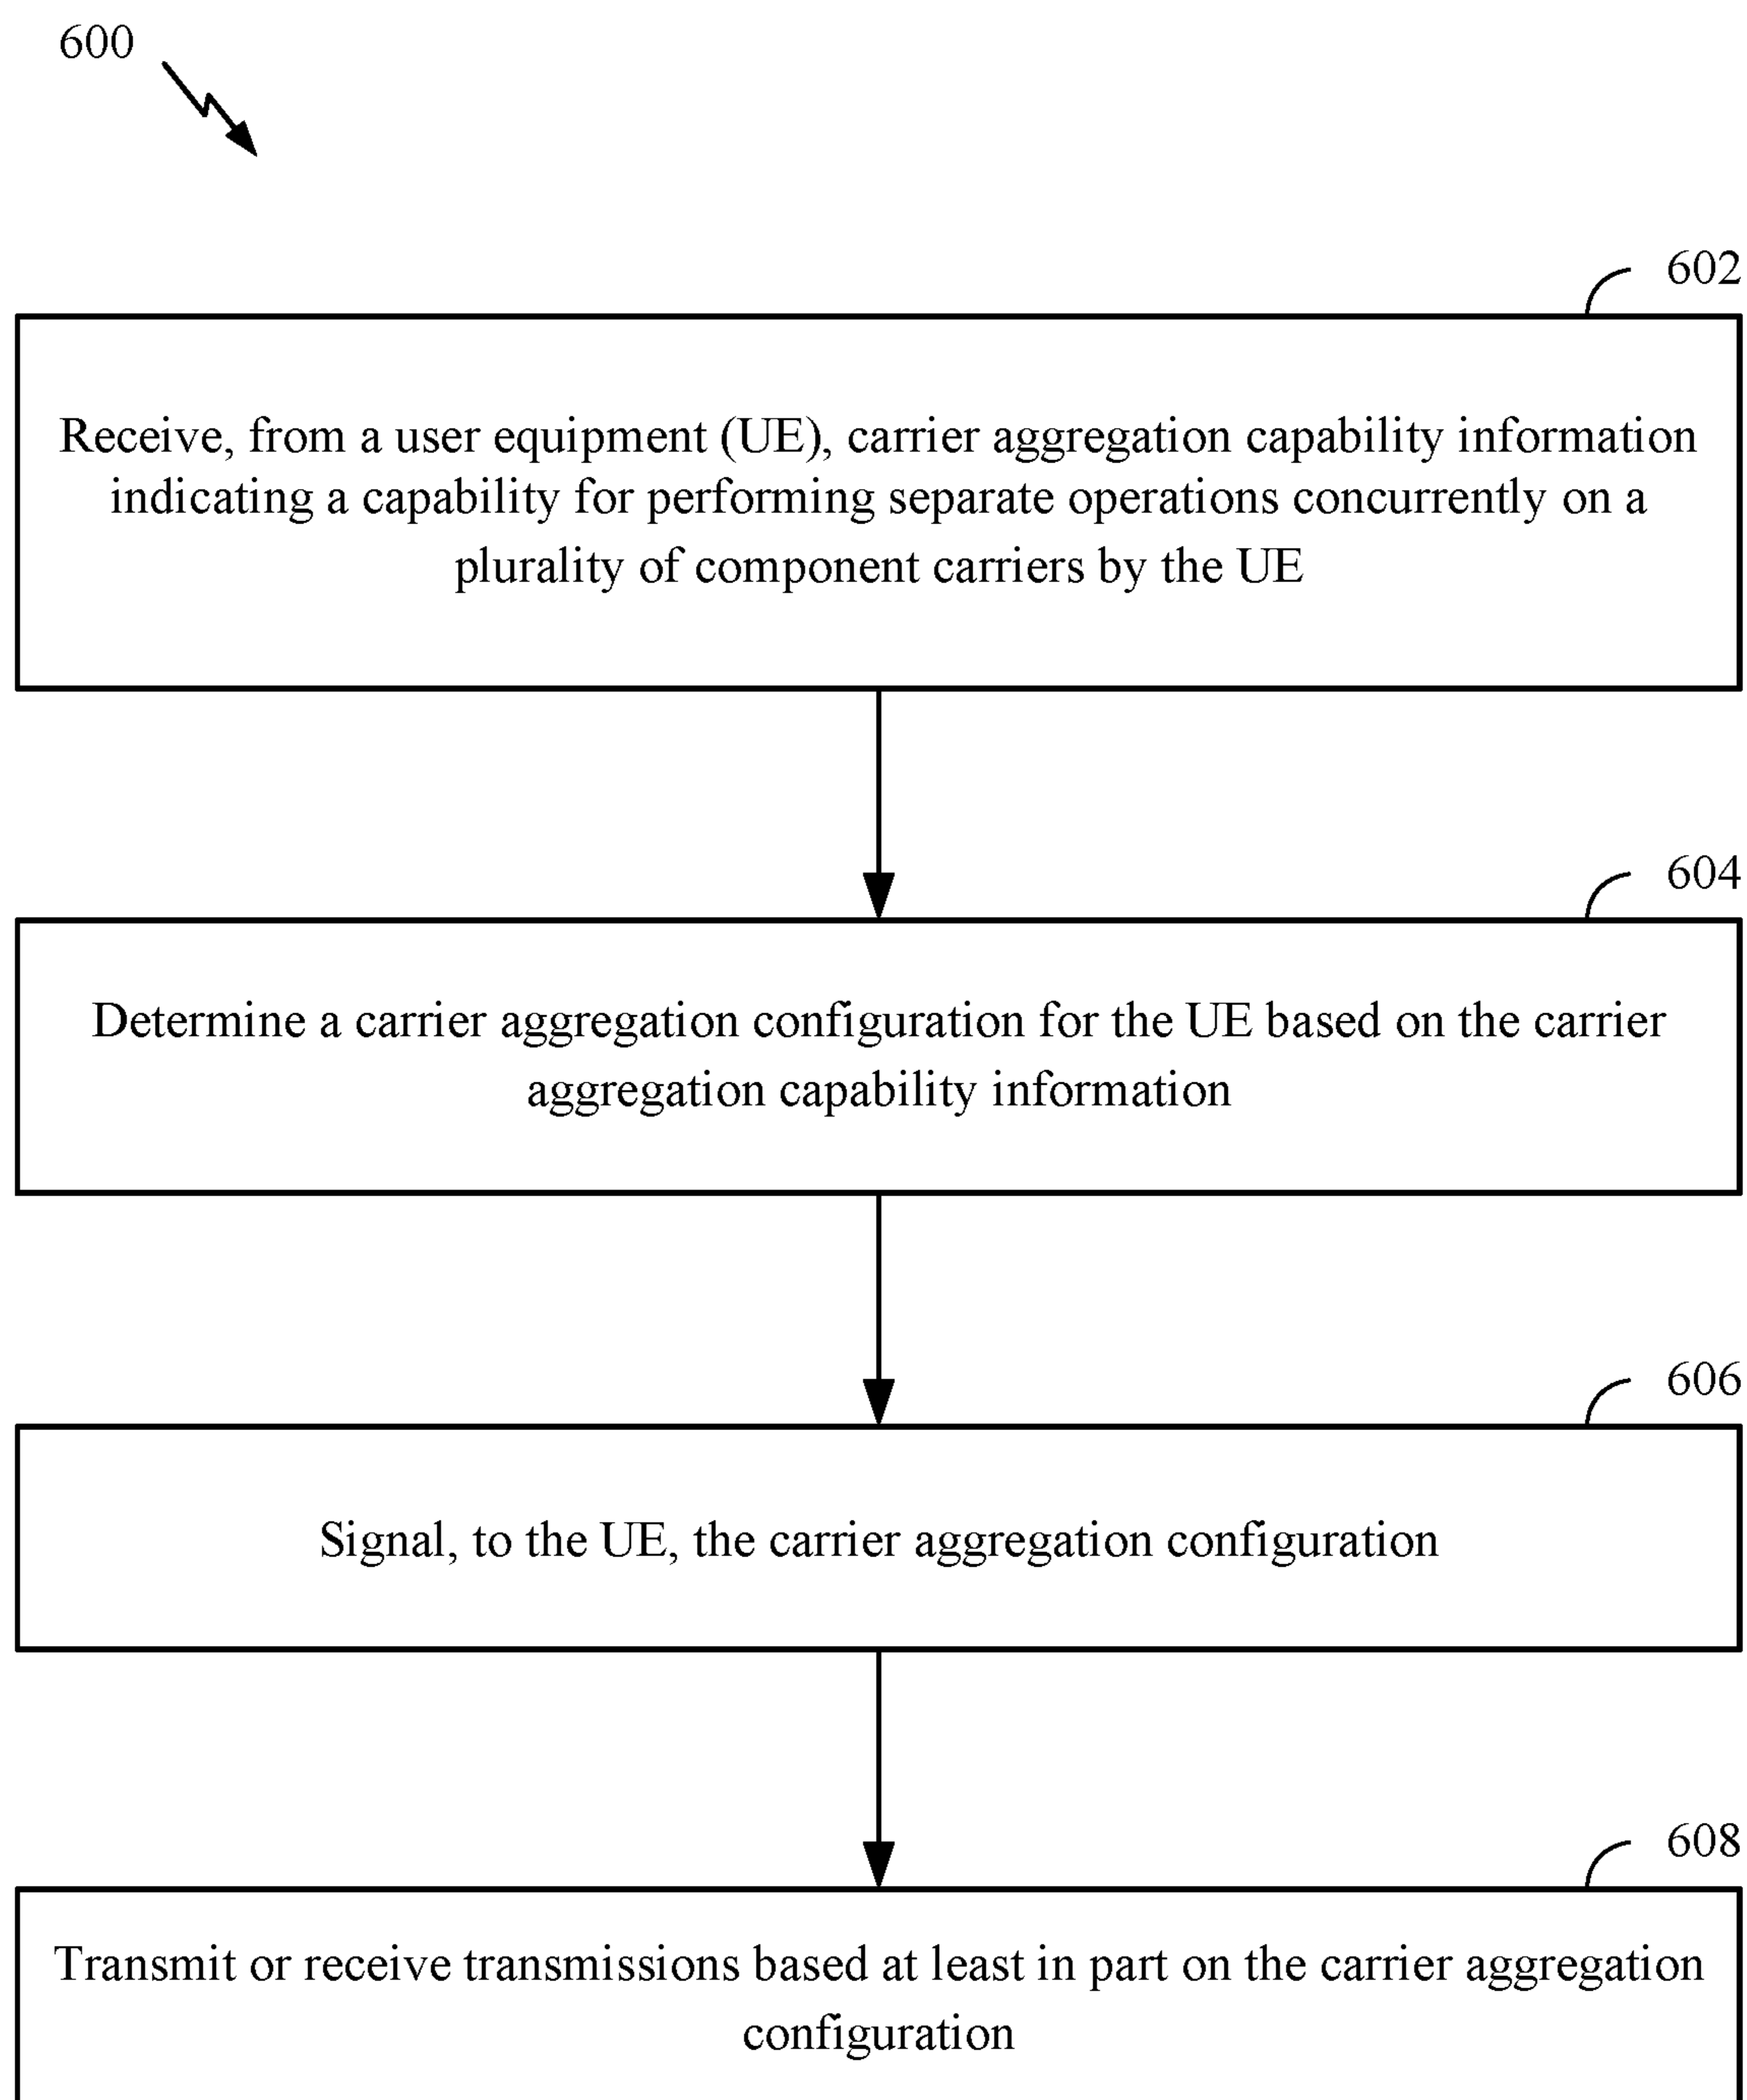 600
602
Receive, from a user equipment (UE), carrier aggregation capability information
indicating a capability for performing separate operations concurrently on a
plurality of component carriers by the UE
604
Determine a carrier aggregation configuration for the UE based on the carrier
aggregation capability information
606
Signal, to the UE, the carrier aggregation configuration
608
Transmit or receive transmissions based at least in part on the carrier aggregation
configuration